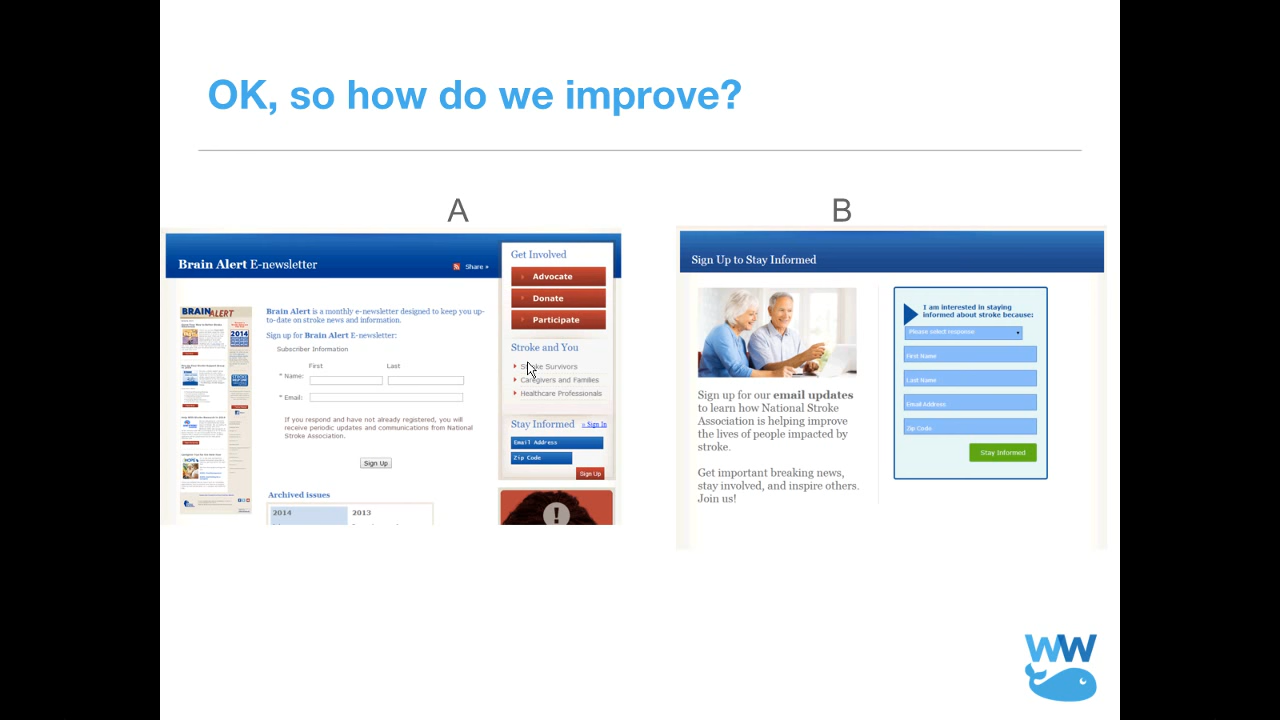 OK, so how do we improve?
A
B
Brain Alert E-newsletter
Share »
BRAIN ALERT
2014
Brain Alert is a monthly e-newsletter designed to keep you up-
to-date on stroke news and information.
Sign up for Brain Alert E-newsletter:
Subscriber Information
First Last
* Name:
* Email:
If you respond and have not already registered, you will
receive periodic updates and communications from National
Stroke Association.
Sign Up
Archived issues
2014 2013
Get Involved
Advocate
Donate
Participate
Stroke and You
Stroke Survivors
Caregivers and Families
Healthcare Professionals
Stay Informed » Sign In
Email Address
Zip Code
Sign Up
!
Sign Up to Stay Informed
Sign up for our email updates
to learn how National Stroke
Association is helping improve
the lives of people impacted by
stroke.
Get important breaking news,
stay involved, and inspire others.
Join us!
I am interested in staying
informed about stroke because:
Please select response
First Name
Last Name
Email Address
Zip Code
Stay Informed
WW